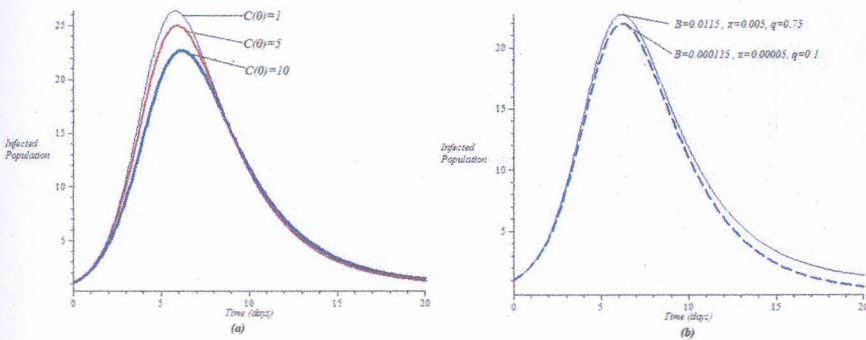 C(0)=1
C(0)=5
C(0)=10
25
20
15
10
5
Infected
Population
0
5
10
15
20
Time (days)
(a)
B=0.0115, π=0.005, q=0.75
B=0.000115, π=0.00005, q=0.1
20
15
10
5
Infected
Population
0
5
10
15
20
Time (days)
(b)